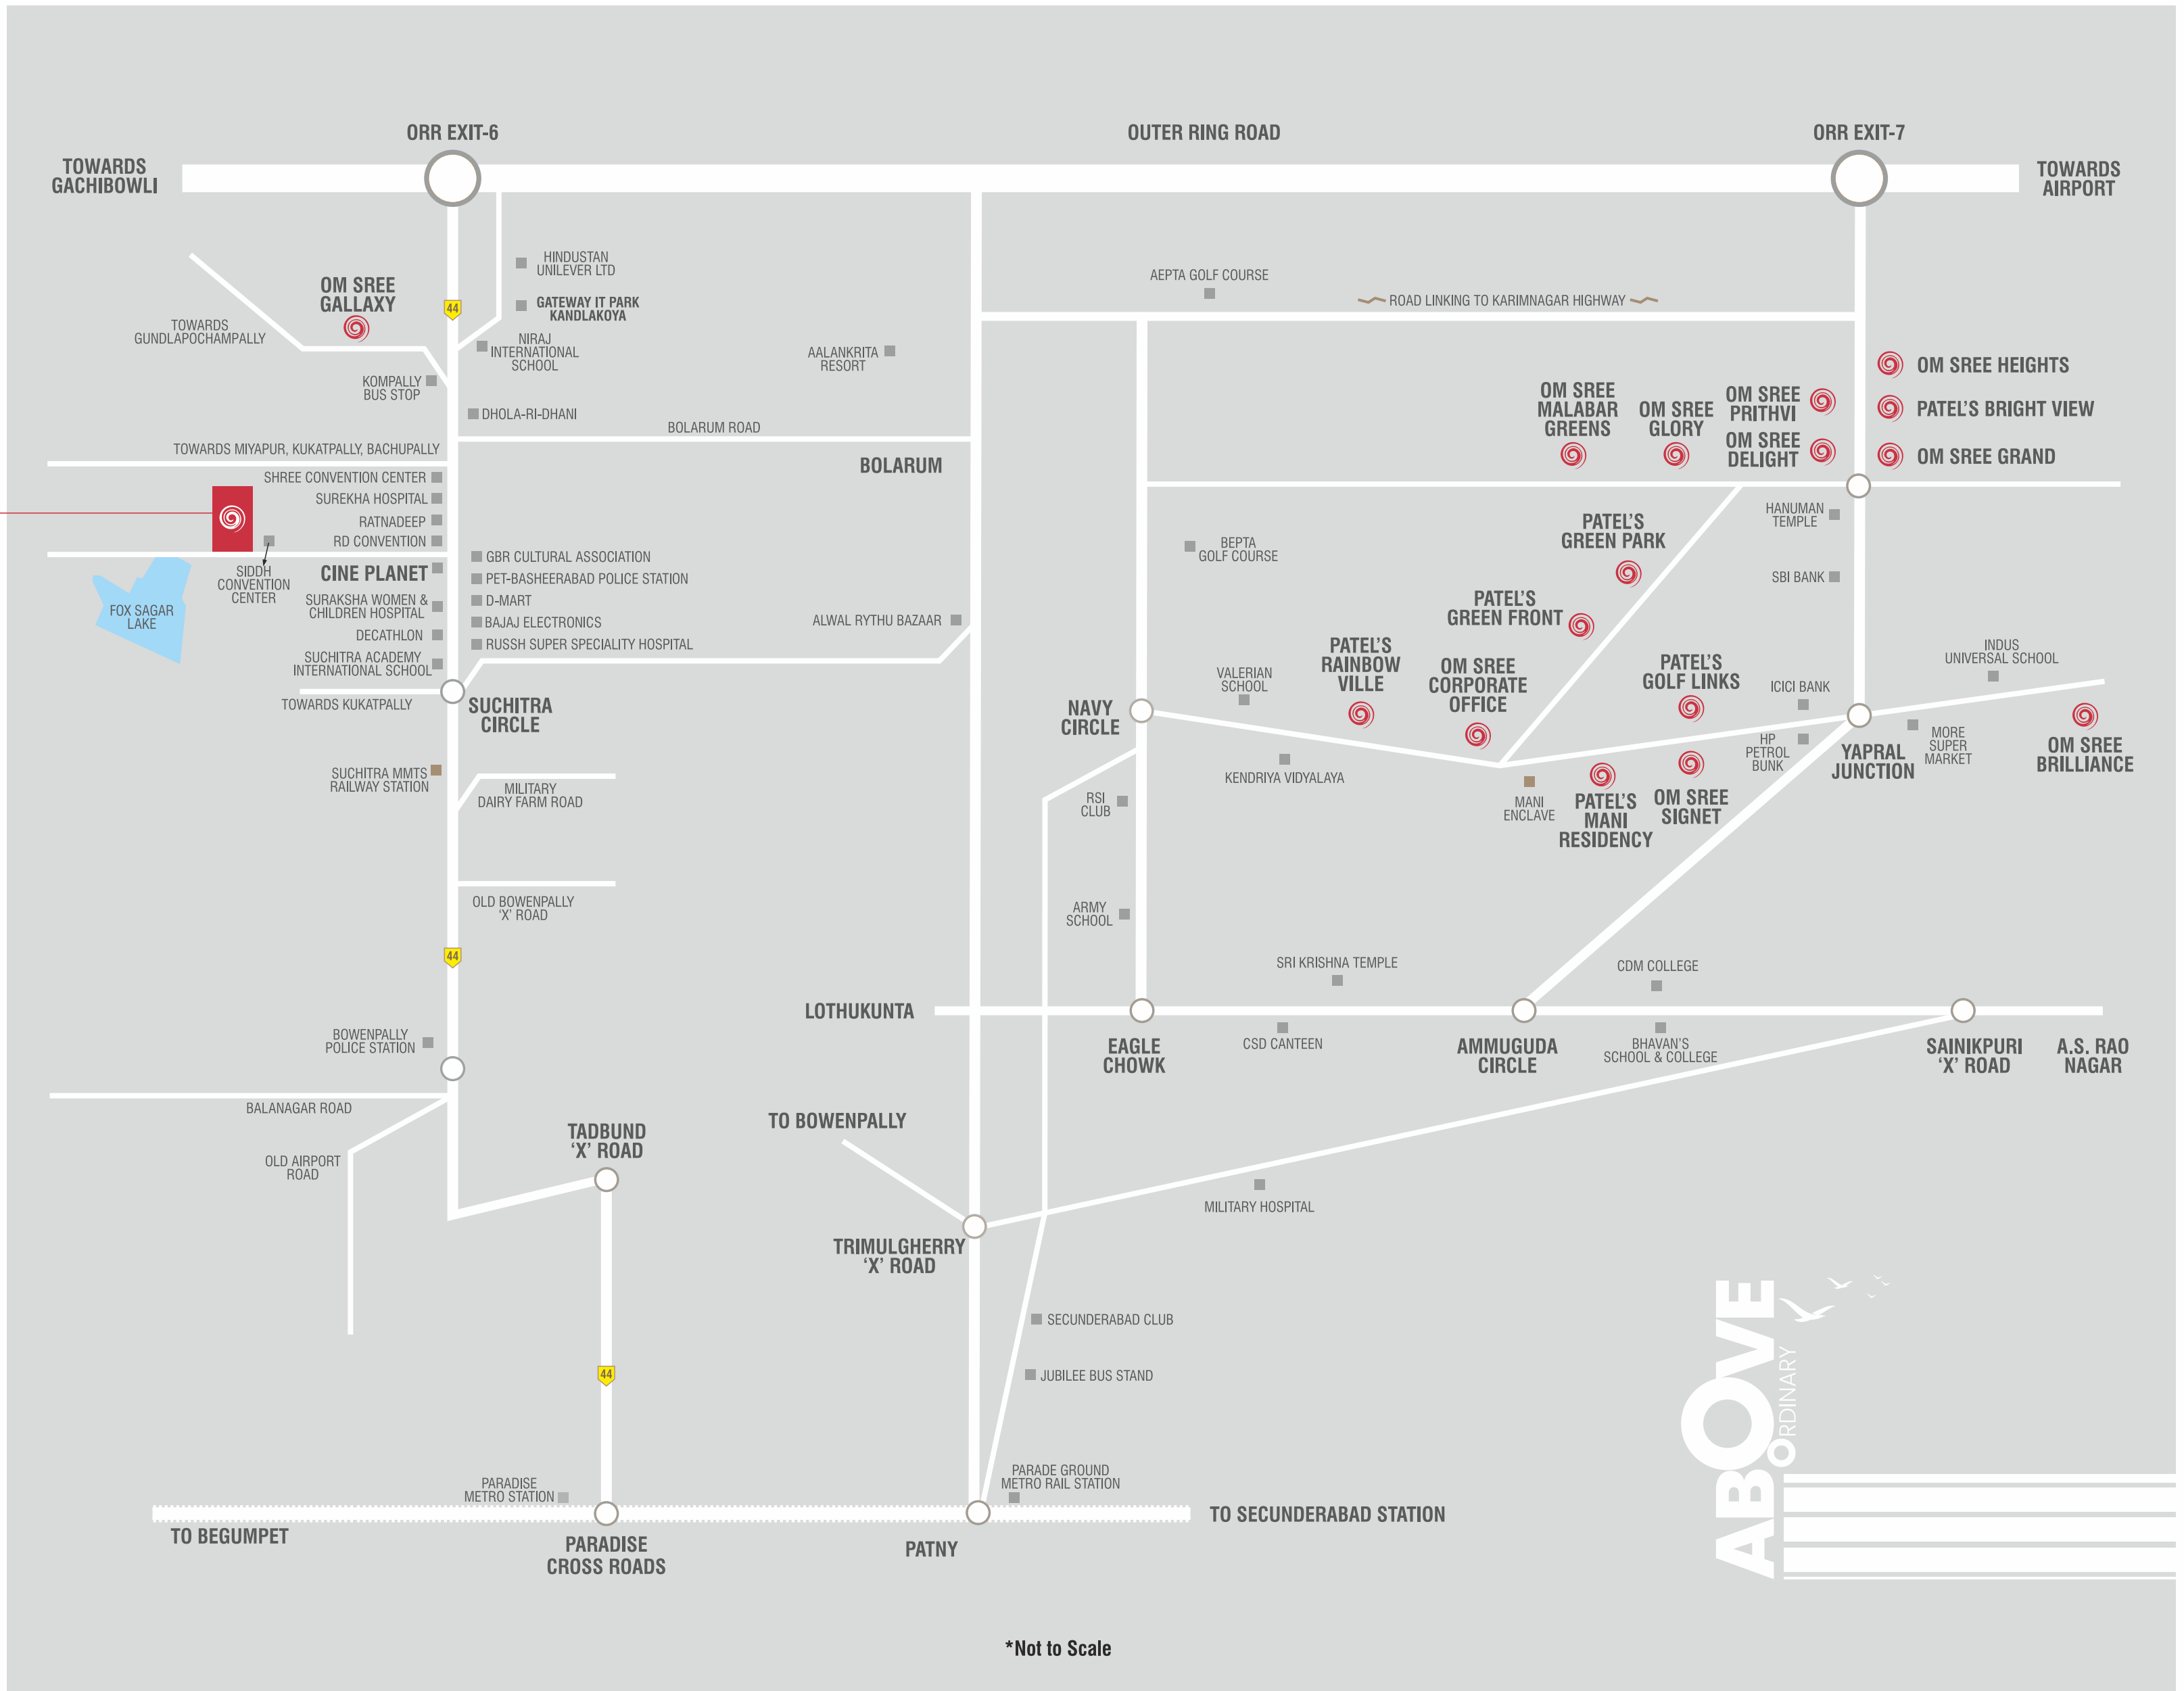 ORR EXIT-6
OUTER RING ROAD
ORR EXIT-7
TOWARDS
GACHIBOWLI
TOWARDS
AIRPORT
HINDUSTAN
UNILEVER LTD
OM SREE
GALLAXY
44
GATEWAY IT PARK
KANDLAKOYA
TOWARDS
GUNDLAPOCHAMPALLY
NIRAJ
INTERNATIONAL
SCHOOL
AALANKRITA
RESORT
KOMPALLY
BUS STOP
DHOLA-RI-DHANI
BOLARUM ROAD
TOWARDS MIYAPUR, KUKATPALLY, BACHUPALLY
BOLARUM
SHREE CONVENTION CENTER
SUREKHA HOSPITAL
RATNADEEP
RD CONVENTION
SIDDH
CONVENTION
CENTER
CINE PLANET
FOX SAGAR
LAKE
SURAKSHA WOMEN &
CHILDREN HOSPITAL
DECATHLON
SUCHITRA ACADEMY
INTERNATIONAL SCHOOL
GBR CULTURAL ASSOCIATION
PET-BASHEERABAD POLICE STATION
D-MART
BAJAJ ELECTRONICS
RUSSH SUPER SPECIALITY HOSPITAL
ALWAL RYTHU BAZAAR
TOWARDS KUKATPALLY
SUCHITRA
CIRCLE
SUCHITRA MMTS
RAILWAY STATION
MILITARY
DAIRY FARM ROAD
OLD BOWENPALLY
‘X’ ROAD
44
BOWENPALLY
POLICE STATION
BALANAGAR ROAD
OLD AIRPORT
ROAD
TADBUND
‘X’ ROAD
44
PARADISE
METRO STATION
TO BEGUMPET
PARADISE
CROSS ROADS
AEPTA GOLF COURSE
ROAD LINKING TO KARIMNAGAR HIGHWAY
OM SREE
MALABAR
GREENS
OM SREE
GLORY
OM SREE
PRITHVI
OM SREE
DELIGHT
OM SREE HEIGHTS
PATEL’S BRIGHT VIEW
OM SREE GRAND
HANUMAN
TEMPLE
SBI BANK
BEPTA
GOLF COURSE
PATEL’S
GREEN PARK
PATEL’S
GREEN FRONT
PATEL’S
RAINBOW
VILLE
OM SREE
CORPORATE
OFFICE
PATEL’S
GOLF LINKS
ICICI BANK
INDUS
UNIVERSAL SCHOOL
VALERIAN
SCHOOL
NAVY
CIRCLE
KENDRIYA VIDYALAYA
HP
PETROL
BUNK
YAPRAL
JUNCTION
MORE
SUPER
MARKET
OM SREE
BRILLIANCE
RSI
CLUB
MANI
ENCLAVE
PATEL’S
MANI
RESIDENCY
OM SREE
SIGNET
ARMY
SCHOOL
SRI KRISHNA TEMPLE
CDM COLLEGE
LOTHUKUNTA
EAGLE
CHOWK
CSD CANTEEN
AMMUGUDA
CIRCLE
BHAVAN’S
SCHOOL & COLLEGE
SAINIKPURI
‘X’ ROAD
A.S. RAO
NAGAR
TO BOWENPALLY
TRIMULGHERRY
‘X’ ROAD
MILITARY HOSPITAL
SECUNDERABAD CLUB
JUBILEE BUS STAND
PARADE GROUND
METRO RAIL STATION
PATNY
TO SECUNDERABAD STATION
ABOVE
ORDINARY
*Not to Scale